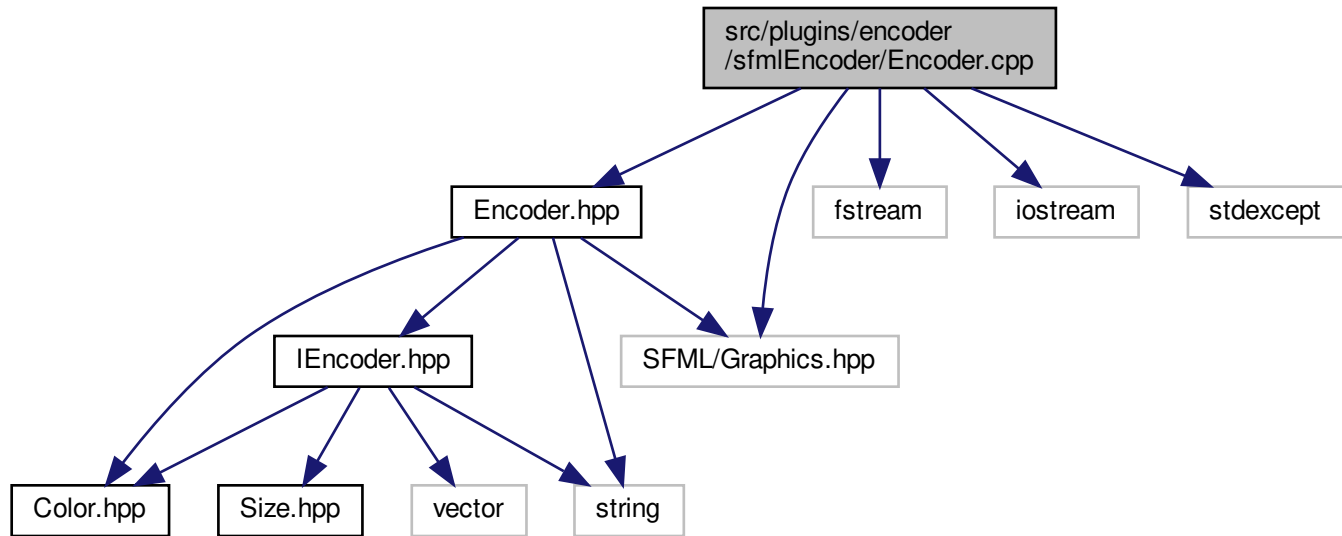 src/plugins/encoder
/sfmlEncoder/Encoder.cpp
Encoder.hpp
fstream
iostream
stdexcept
IEncoder.hpp
SFML/Graphics.hpp
Color.hpp
Size.hpp
vector
string